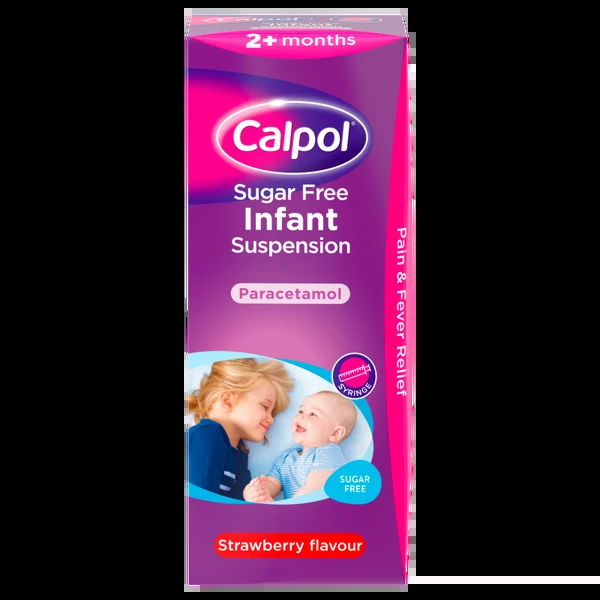 2+ months
Calpol®
Sugar Free
Infant
Suspension
Paracetamol
Pain & Fever Relief
SYRINGE
SUGAR
FREE
Strawberry flavour